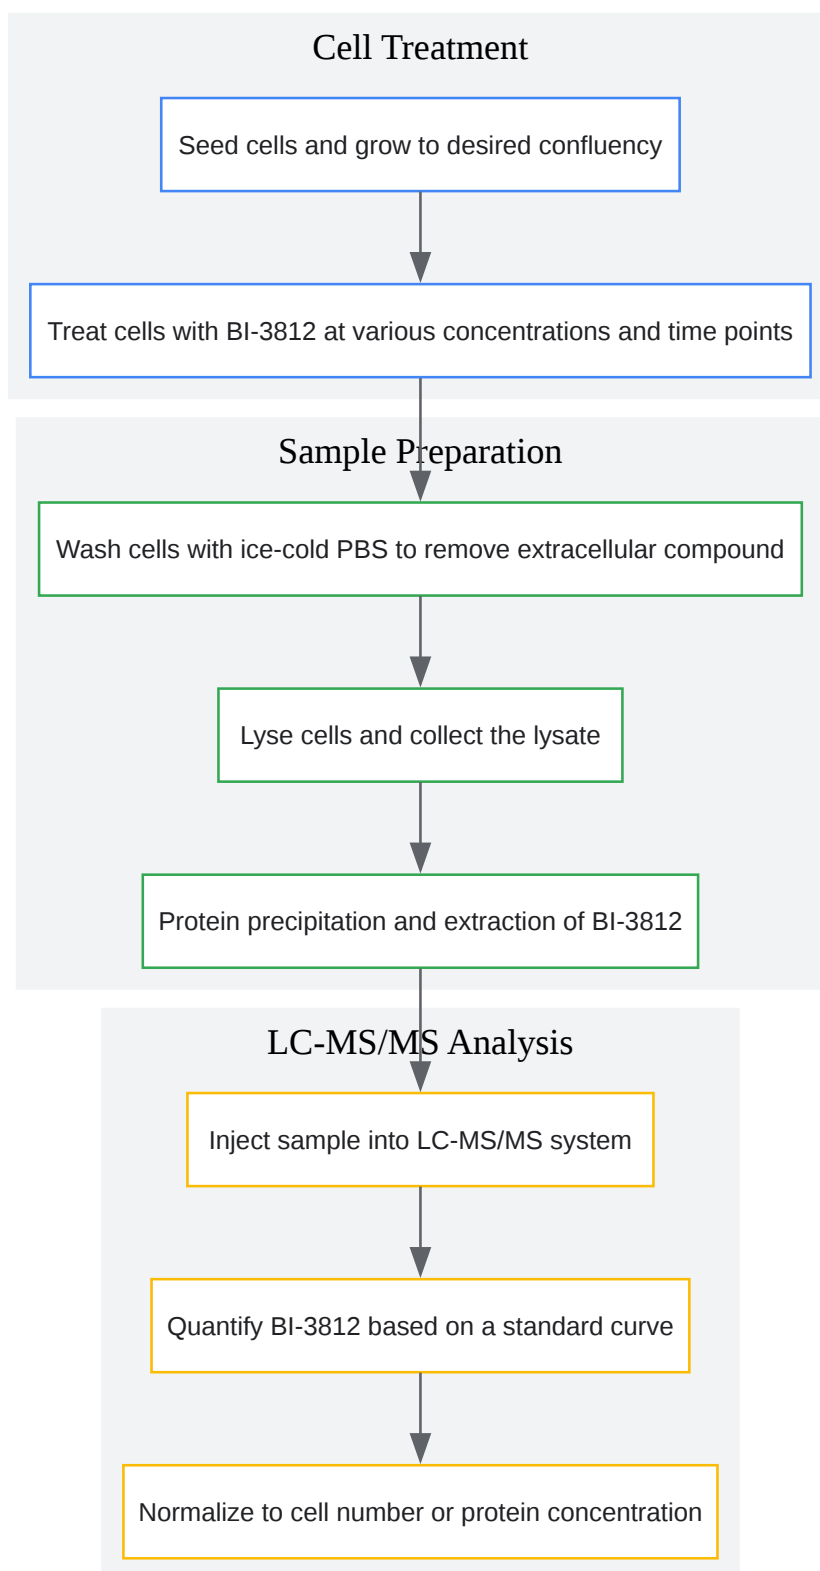 Cell Treatment
Seed cells and grow to desired confluency
Treat cells with BI-3812 at various concentrations and time points
Sample Preparation
Wash cells with ice-cold PBS to remove extracellular compound
Lyse cells and collect the lysate
Protein precipitation and extraction of BI-3812
LC-MS/MS Analysis
Inject sample into LC-MS/MS system
Quantify BI-3812 based on a standard curve
Normalize to cell number or protein concentration